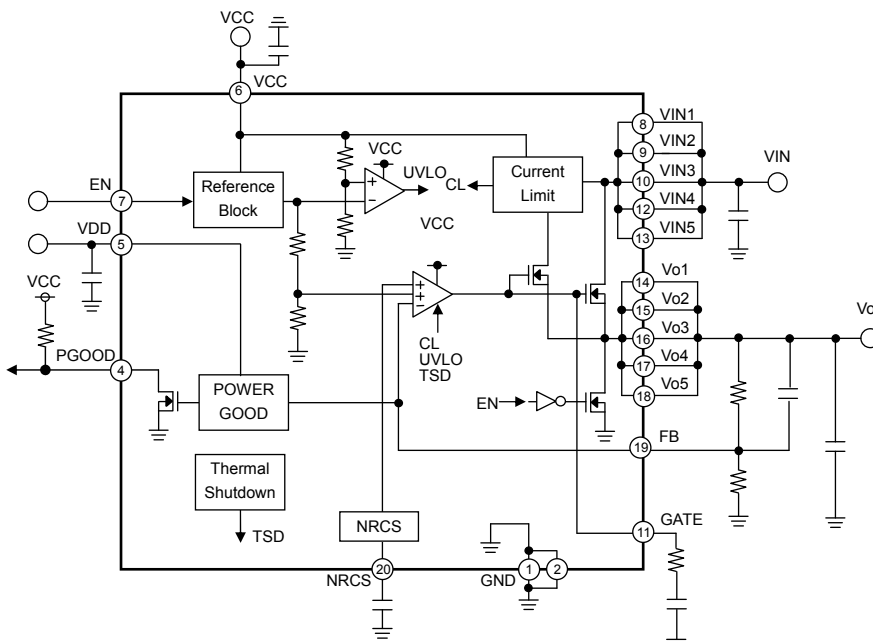 VCC
VCC
6
VIN1
8
VIN2
9
VIN
VIN3
10
VIN4
12
VIN5
13
VCC
UVLO
CL
Current
Limit
EN
7
Reference
Block
VCC
VDD
5
Vo1
14
Vo2
15
Vo
Vo3
16
Vo4
17
Vo5
18
VCC
+
−
+
+
−
CL
UVLO
TSD
PGOOD
4
POWER
GOOD
EN
FB
19
Thermal
Shutdown
TSD
NRCS
GATE
11
NRCS
20
GND
1
2